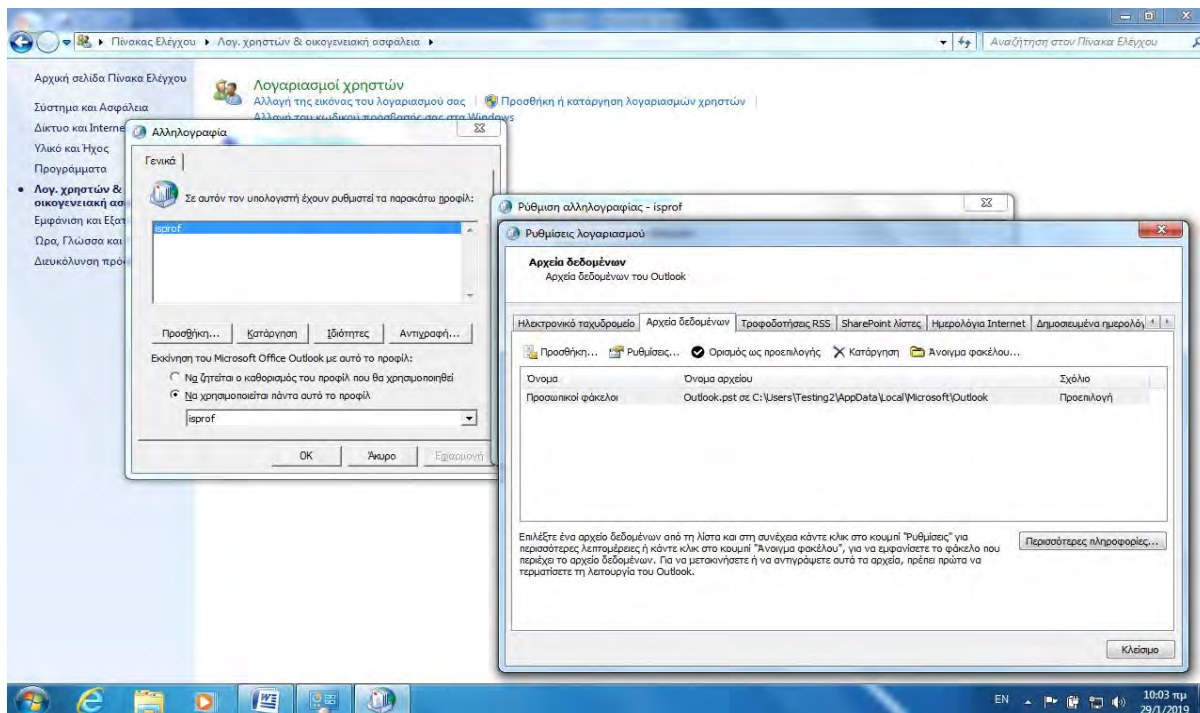 Πίνακας Ελέγχου ▸ Λογ. χρηστών & οικογενειακή ασφάλεια ▸
Αναζήτηση στον Πίνακα Ελέγχου
Αρχική σελίδα Πίνακα Ελέγχου
Σύστημα και Ασφάλεια
Δίκτυο και Interne
Υλικό και Ήχος
Προγράμματα
Λογ. χρηστών &
οικογενειακή ασ
Εμφάνιση και Εξατ
Ώρα, Γλώσσα και
Διευκόλυνση πρό
Λογαριασμοί χρηστών
Αλλαγή της εικόνας του λογαριασμού σας
Προσθήκη ή κατάργηση λογαριασμών χρηστών
Αλλαγή του κωδικού πρόσβασής σας στα Windows
Αλληλογραφία
Γενικά
Σε αυτόν τον υπολογιστή έχουν ρυθμιστεί τα παρακάτω προφίλ:
isprof
Προσθήκη... Κατάργηση Ιδιότητες Αντιγραφή...
Εκκίνηση του Microsoft Office Outlook με αυτό το προφίλ:
Να ζητείται ο καθορισμός του προφίλ που θα χρησιμοποιηθεί
Να χρησιμοποιείται πάντα αυτό το προφίλ
isprof
OK Άκυρο Εφαρμογή
Ρύθμιση αλληλογραφίας - isprof
Ρυθμίσεις λογαριασμού
Αρχεία δεδομένων
Αρχεία δεδομένων του Outlook
Ηλεκτρονικό ταχυδρομείο Αρχεία δεδομένων Τροφοδοτήσεις RSS SharePoint λίστες Ημερολόγια Internet Δημοσιευμένα ημερολόγ
Προσθήκη... Ρυθμίσεις... Ορισμός ως προεπιλογής Κατάργηση Άνοιγμα φακέλου...
Όνομα Όνομα αρχείου Σχόλιο
Προσωπικοί φάκελοι Outlook.pst σε C:\Users\Testing2\AppData\Local\Microsoft\Outlook Προεπιλογή
Επιλέξτε ένα αρχείο δεδομένων από τη λίστα και στη συνέχεια κάντε κλικ στο κουμπί "Ρυθμίσεις" για
περισσότερες λεπτομέρειες ή κάντε κλικ στο κουμπί "Άνοιγμα φακέλου", για να εμφανίσετε το φάκελο που
περιέχει το αρχείο δεδομένων. Για να μετακινήσετε ή να αντιγράψετε αυτά τα αρχεία, πρέπει πρώτα να
τερματίσετε τη λειτουργία του Outlook.
Περισσότερες πληροφορίες...
Κλείσιμο
EN
10:03 πμ
29/1/2019